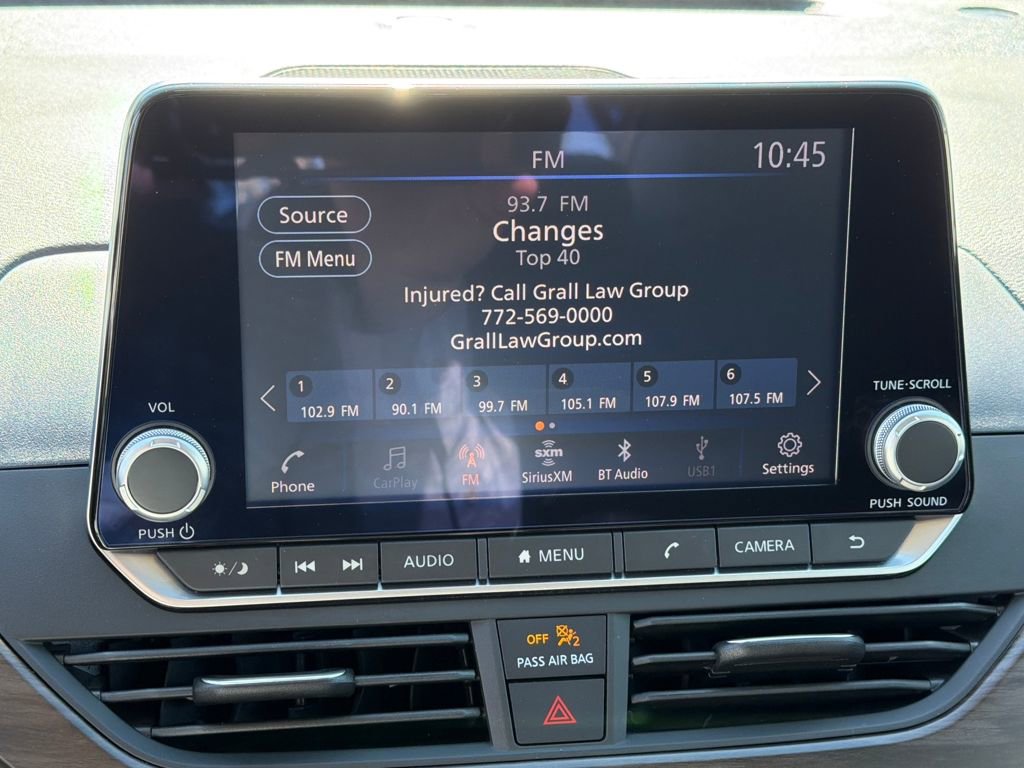 FM
10:45
Source
FM Menu
93.7 FM
Changes
Top 40
Injured? Call Grall Law Group
772-569-0000
GrallLawGroup.com
1
102.9 FM
2
90.1 FM
3
99.7 FM
4
105.1 FM
5
107.9 FM
6
107.5 FM
Phone
CarPlay
FM
sxm
SiriusXM
BT Audio
USB1
Settings
VOL
PUSH
TUNE·SCROLL
PUSH SOUND
AUDIO
MENU
CAMERA
OFF
2
PASS AIR BAG